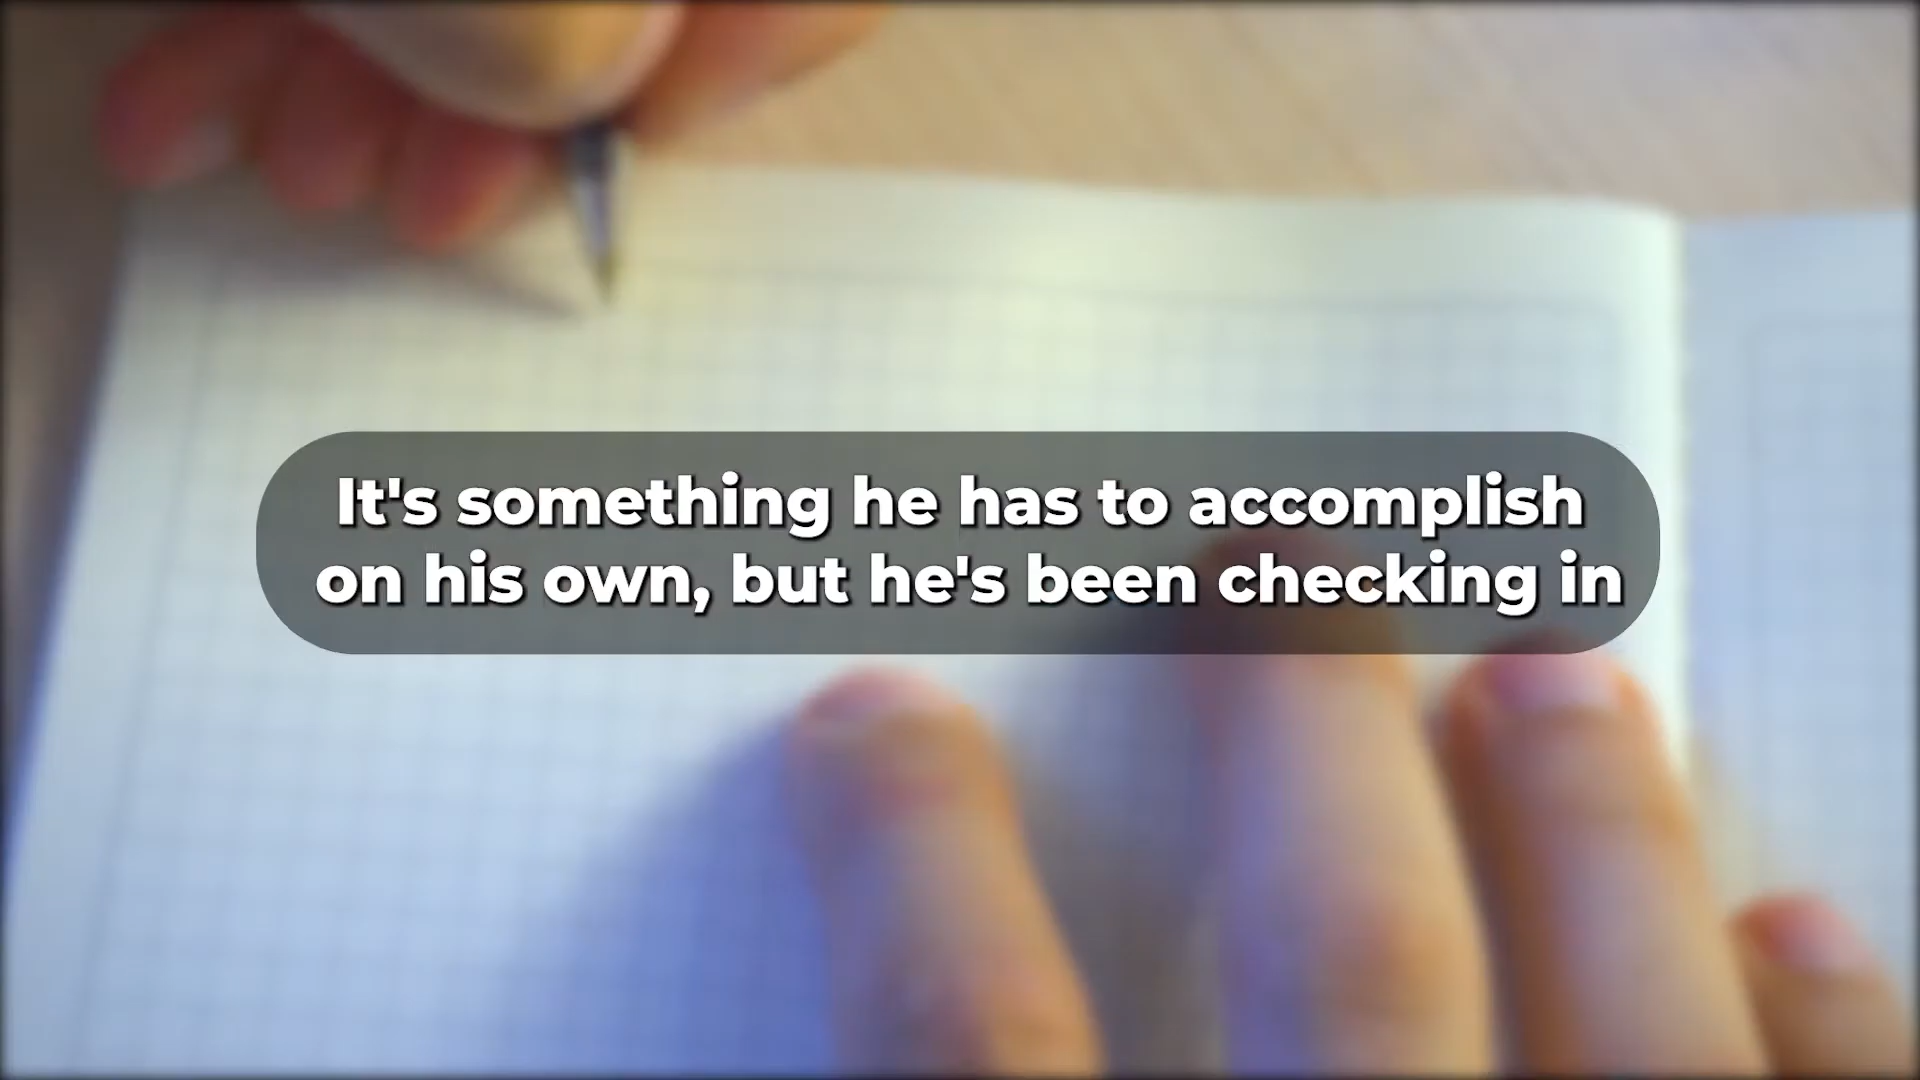 It's something he has to accomplish
on his own, but he's been checking in